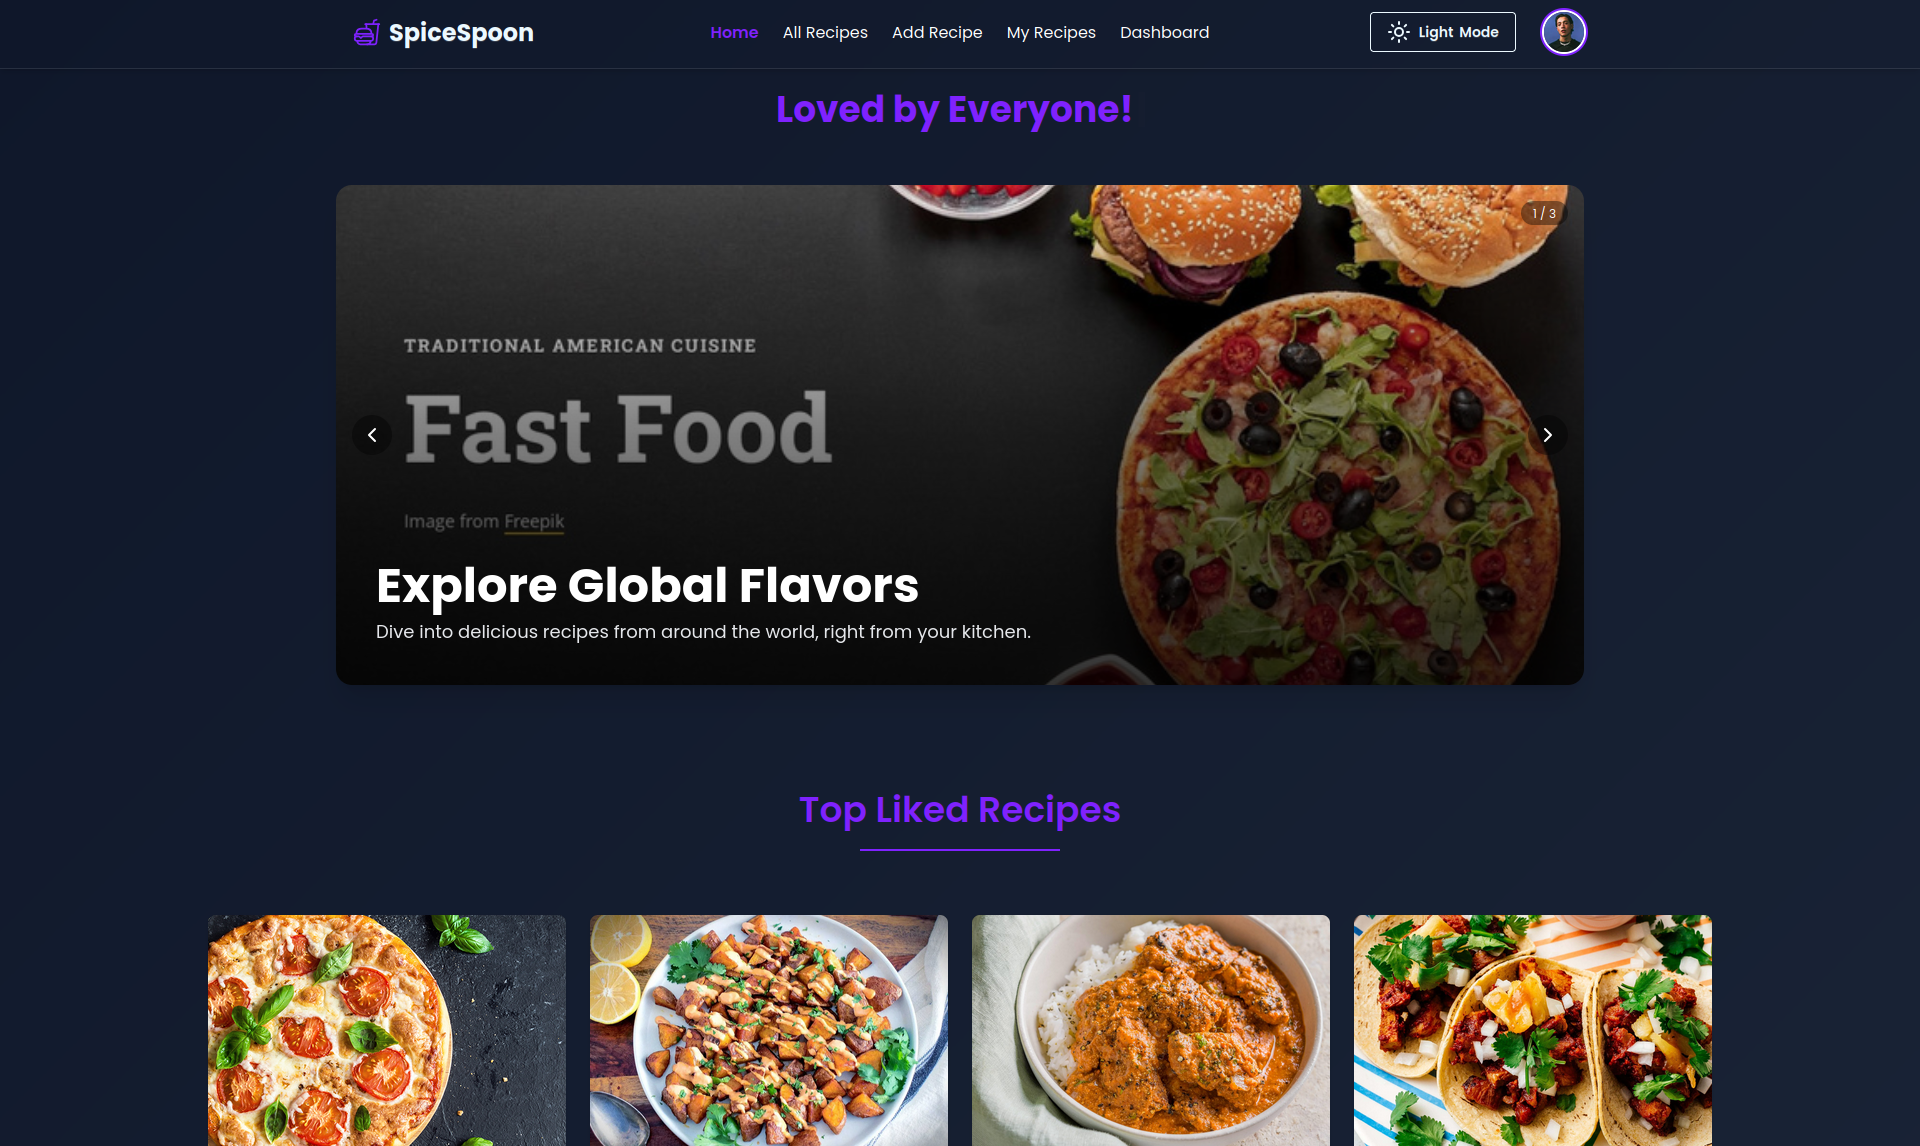 SpiceSpoon
Home
All Recipes
Add Recipe
My Recipes
Dashboard
Light Mode
Loved by Everyone!
1 / 3
TRADITIONAL AMERICAN CUISINE
Fast Food
Image from Freepik
Explore Global Flavors
Dive into delicious recipes from around the world, right from your kitchen.
Top Liked Recipes